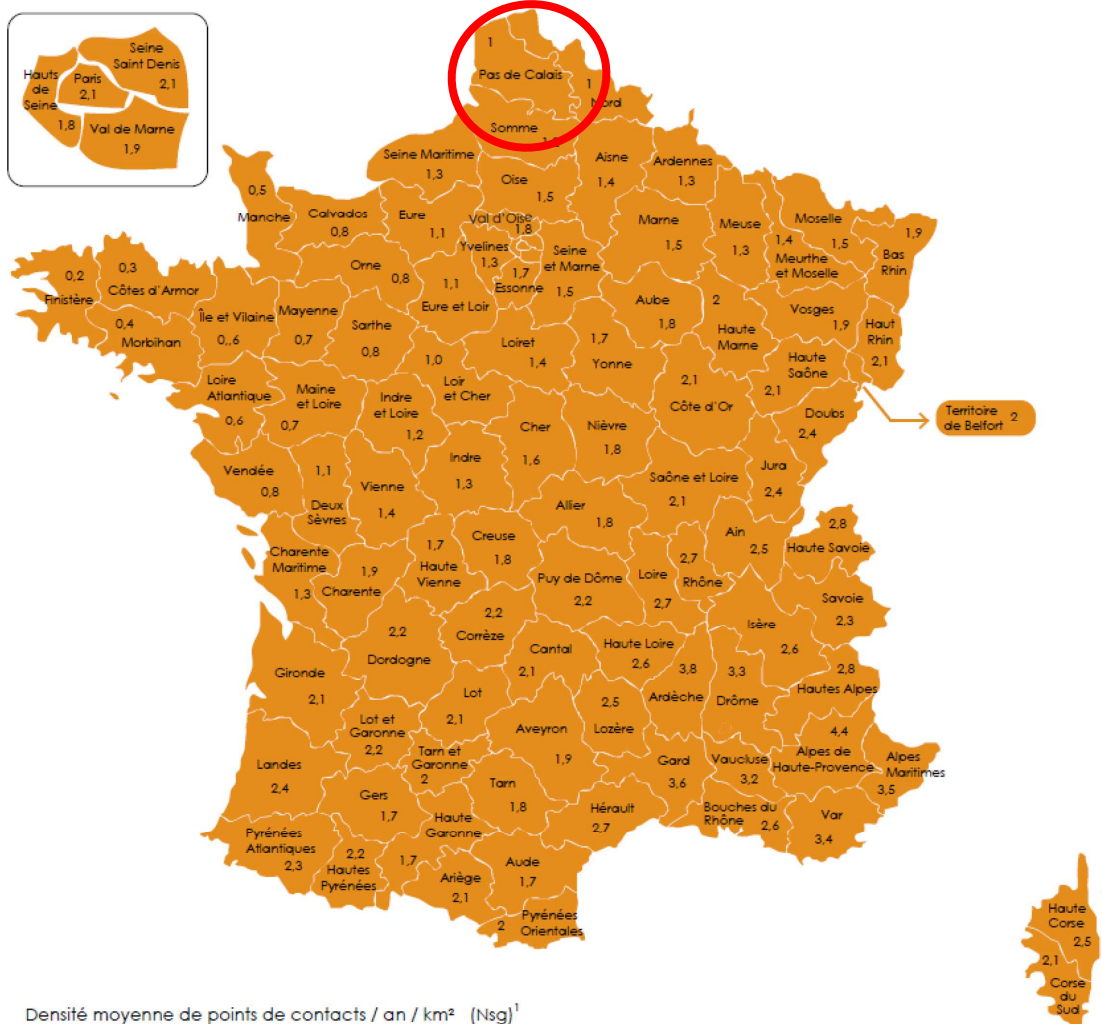 Seine
Saint Denis
2,1
Hauts
de
Seine
1,8
Paris
2,1
Val de Marne
1,9
1
Pas de Calais
1
Nord
Somme
Seine Maritime
1,3
Oise
1,5
Aisne
1,4
Ardennes
1,3
0,5
Manche
Calvados
0,8
Eure
1,1
Val d'Oise
1,8
Yvelines
1,3
1,7
Essonne
Seine
et Marne
1,5
Marne
1,5
Meuse
1,3
Moselle
1,5
1,4
Meurthe
et Moselle
1,9
Bas
Rhin
0,2
Finistère
0,3
Côtes d'Armor
0,4
Morbihan
Île et Vilaine
0,,6
Mayenne
0,7
Orne
0,8
Sarthe
0,8
1,1
Eure et Loir
Loiret
1,4
1,7
Yonne
Aube
1,8
2
Haute
Marne
Vosges
1,9
Haut
Rhin
2,1
Loire
Atlantique
0,6
Maine
et Loire
0,7
Indre
et Loire
1,2
1,0
Loir
et Cher
Cher
1,6
Nièvre
1,8
2,1
Côte d'Or
Haute
Saône
2,1
Doubs
2,4
Territoire
de Belfort 2
Vendée
0,8
1,1
Deux
Sèvres
Vienne
1,4
Indre
1,3
Allier
1,8
Saône et Loire
2,1
Jura
2,4
Charente
Maritime
1,3
1,9
Charente
1,7
Haute
Vienne
Creuse
1,8
Puy de Dôme
2,2
Loire
2,7
2,7
Rhône
Ain
2,5
2,8
Haute Savoie
Savoie
2,3
Gironde
2,1
2,2
Dordogne
2,2
Corrèze
Cantal
2,1
Haute Loire
2,6
3,8
Ardèche
3,3
Drôme
Isère
2,6
2,8
Hautes Alpes
Landes
2,4
Lot et
Garonne
2,2
Lot
2,1
Tarn et
Garonne
2
Aveyron
1,9
2,5
Lozère
Gard
3,6
Vaucluse
3,2
4,4
Alpes de
Haute-Provence
Alpes
Maritimes
3,5
Gers
1,7
Tarn
1,8
Hérault
2,7
Bouches du
Rhône
2,6
Var
3,4
Pyrénées
Atlantiques
2,3
2,2
Hautes
Pyrénées
Haute
Garonne
1,7
Ariège
2,1
Aude
1,7
2
Pyrénées
Orientales
Haute
Corse
2,5
2,1
Corse
du
Sud
Densité moyenne de points de contacts / an / km² (Nsg)¹